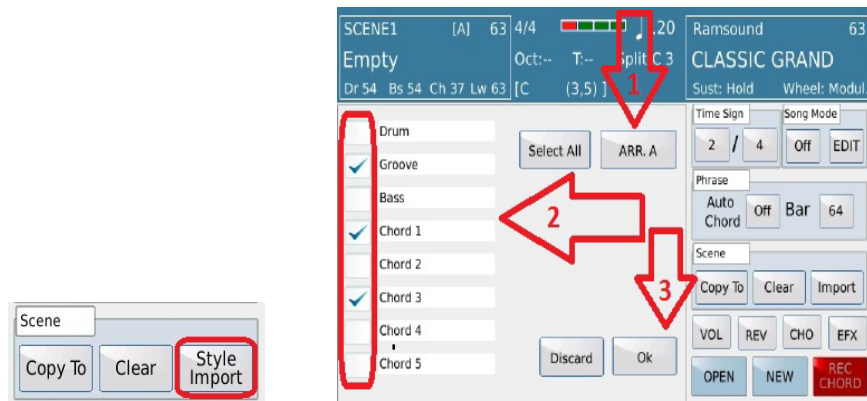 Scene
Copy To Clear Style Import
SCENE1 [A] 63 4/4 .20 Ramsound 63
Empty Oct:-- T:-- Split C 3 CLASSIC GRAND
Dr 54 Bs 54 Ch 37 Lw 63 [C (3,5) ] Sust: Hold Wheel: Modul.
1
Time Sign Song Mode
2 / 4 Off EDIT
Drum
Select All ARR. A
Groove
Phrase
Auto Chord Off Bar 64
Bass
2
Chord 1
Scene
Chord 2
Copy To Clear Import
3
Chord 3
VOL REV CHO EFX
Chord 4
Discard Ok
Chord 5
OPEN NEW REC CHORD